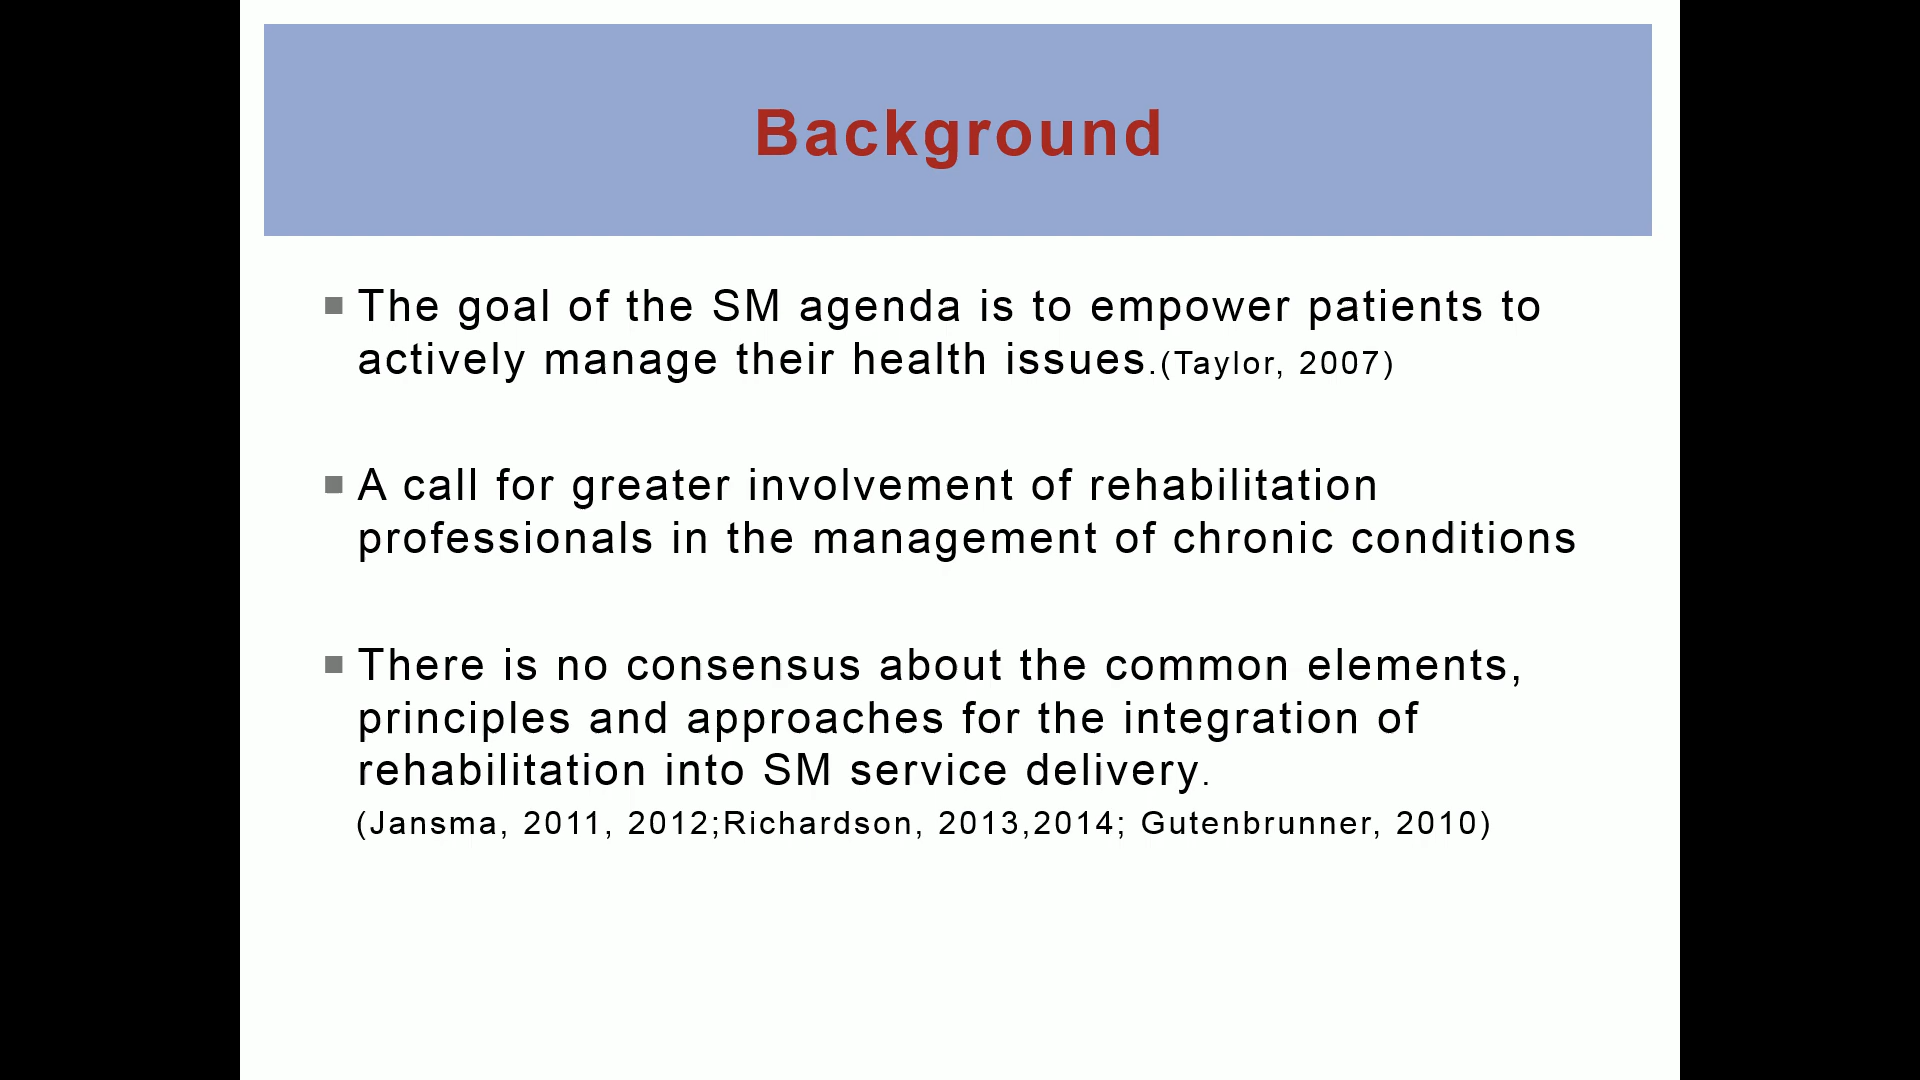 Background
The goal of the SM agenda is to empower patients to
actively manage their health issues.(Taylor, 2007)
A call for greater involvement of rehabilitation
professionals in the management of chronic conditions
There is no consensus about the common elements,
principles and approaches for the integration of
rehabilitation into SM service delivery.
(Jansma, 2011, 2012;Richardson, 2013,2014; Gutenbrunner, 2010)